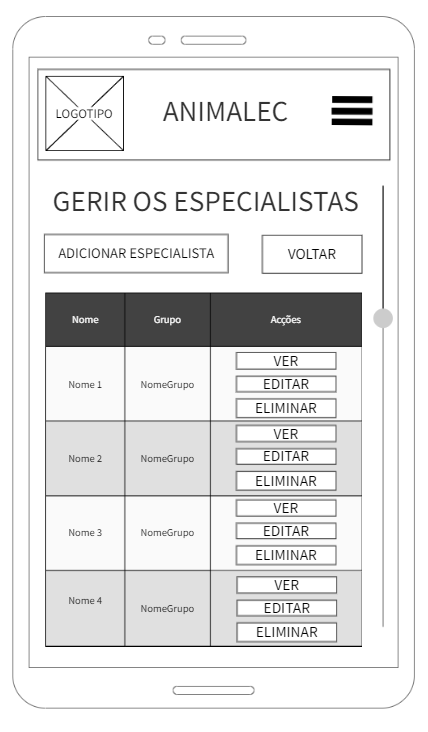 LOGOTIPO
ANIMALEC
GERIR OS ESPECIALISTAS
ADICIONAR ESPECIALISTA
VOLTAR
Nome Grupo Acções
Nome 1 NomeGrupo
VER
EDITAR
ELIMINAR
Nome 2 NomeGrupo
VER
EDITAR
ELIMINAR
Nome 3 NomeGrupo
VER
EDITAR
ELIMINAR
Nome 4 NomeGrupo
VER
EDITAR
ELIMINAR